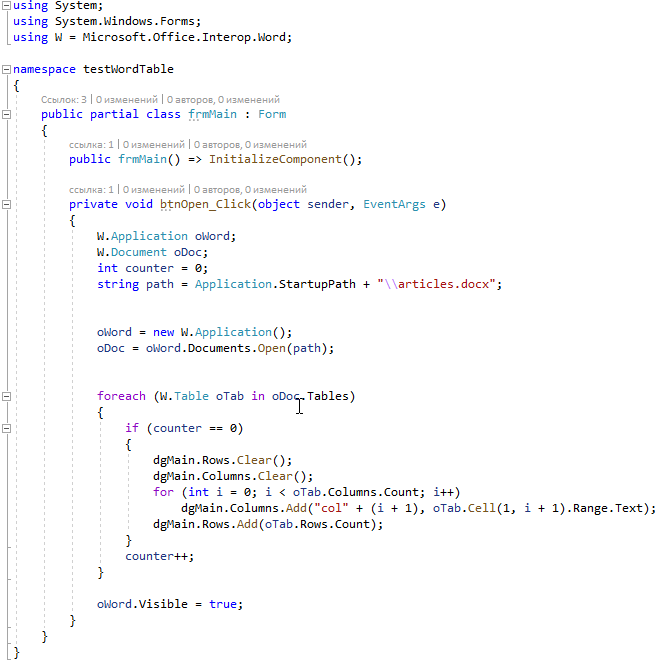 using System;
using System.Windows.Forms;
using W = Microsoft.Office.Interop.Word;
namespace testWordTable
{
Ссылок: 3 | 0 изменений | 0 авторов, 0 изменений
public partial class frmMain : Form
{
ссылка: 1 | 0 изменений | 0 авторов, 0 изменений
public frmMain() => InitializeComponent();
ссылка: 1 | 0 изменений | 0 авторов, 0 изменений
private void btnOpen_Click(object sender, EventArgs e)
{
W.Application oWord;
W.Document oDoc;
int counter = 0;
string path = Application.StartupPath + "\\articles.docx";
oWord = new W.Application();
oDoc = oWord.Documents.Open(path);
foreach (W.Table oTab in oDoc.Tables)
{
if (counter == 0)
{
dgMain.Rows.Clear();
dgMain.Columns.Clear();
for (int i = 0; i < oTab.Columns.Count; i++)
dgMain.Columns.Add("col" + (i + 1), oTab.Cell(1, i + 1).Range.Text);
dgMain.Rows.Add(oTab.Rows.Count);
}
counter++;
}
oWord.Visible = true;
}
}
}